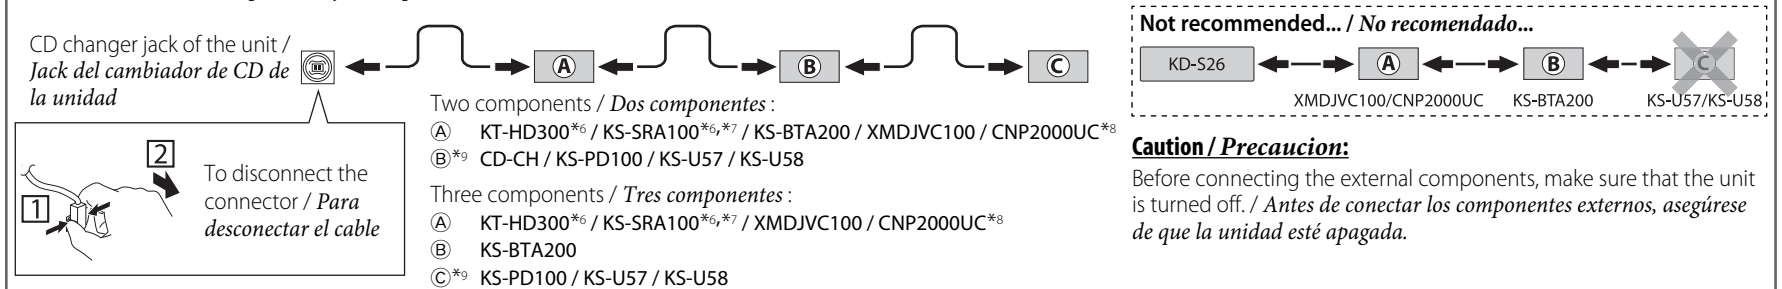 CD changer jack of the unit /
Jack del cambiador de CD de
la unidad
Ⓐ
Ⓑ
Ⓒ
1
2
To disconnect the
connector / Para
desconectar el cable
Two components / Dos componentes :
Ⓐ KT-HD300*6 / KS-SRA100*6,*7 / KS-BTA200 / XMDJVC100 / CNP2000UC*8
Ⓑ*9 CD-CH / KS-PD100 / KS-U57 / KS-U58
Three components / Tres componentes :
Ⓐ KT-HD300*6 / KS-SRA100*6,*7 / XMDJVC100 / CNP2000UC*8
Ⓑ KS-BTA200
Ⓒ*9 KS-PD100 / KS-U57 / KS-U58
Not recommended... / No recomendado...
KD-S26 Ⓐ Ⓑ Ⓒ
XMDJVC100/CNP2000UC KS-BTA200 KS-U57/KS-U58
Caution / Precaucion:
Before connecting the external components, make sure that the unit
is turned off. / Antes de conectar los componentes externos, asegúrese
de que la unidad esté apagada.